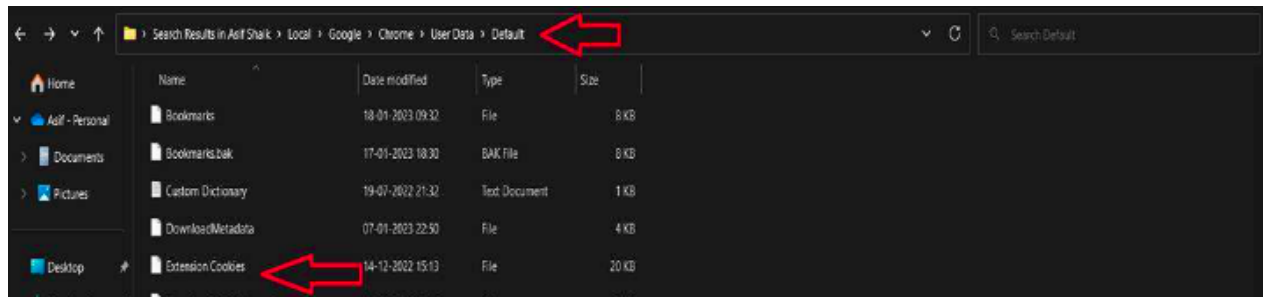 Search Results in Asif Shaik > Local > Google > Chrome > User Data > Default
Search Default
Home
Name Date modified Type Size
Asif - Personal
Bookmarks 18-01-2023 09:32 File 8 KB
Documents
Bookmarks.bak 17-01-2023 18:30 BAK File 8 KB
Pictures
Custom Dictionary 19-07-2022 21:32 Text Document 1 KB
DownloadMetadata 07-01-2023 22:50 File 4 KB
Desktop
Extension Cookies 14-12-2022 15:13 File 20 KB